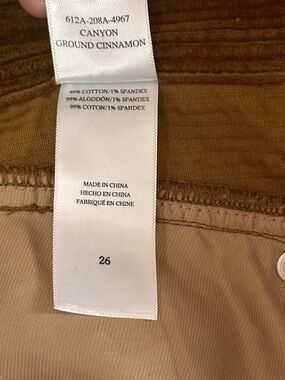 612A-208A-4967
CANYON
GROUND CINNAMON
99% COTTON/1% SPANDEX
99% ALGODÓN/1% SPANDEX
99% COTON/1% SPANDEX
MADE IN CHINA
HECHO EN CHINA
FABRIQUÉ EN CHINE
26